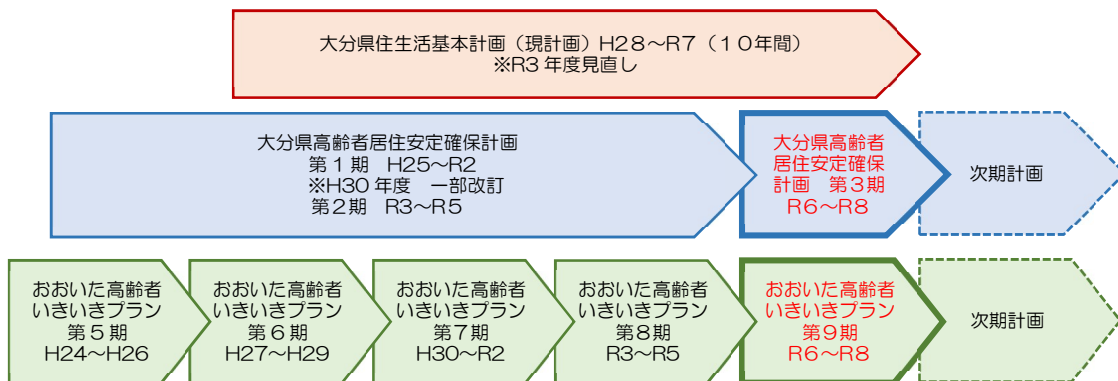 大分県住生活基本計画(現計画)H28~R7(10年間)
※R3年度見直し
大分県高齢者居住安定確保計画
第1期 H25~R2
※H30年度 一部改訂
第2期 R3~R5
大分県高齢者
居住安定確保
計画 第3期
R6~R8
次期計画
おおいた高齢者
いきいきプラン
第5期
H24~H26
おおいた高齢者
いきいきプラン
第6期
H27~H29
おおいた高齢者
いきいきプラン
第7期
H30~R2
おおいた高齢者
いきいきプラン
第8期
R3~R5
おおいた高齢者
いきいきプラン
第9期
R6~R8
次期計画